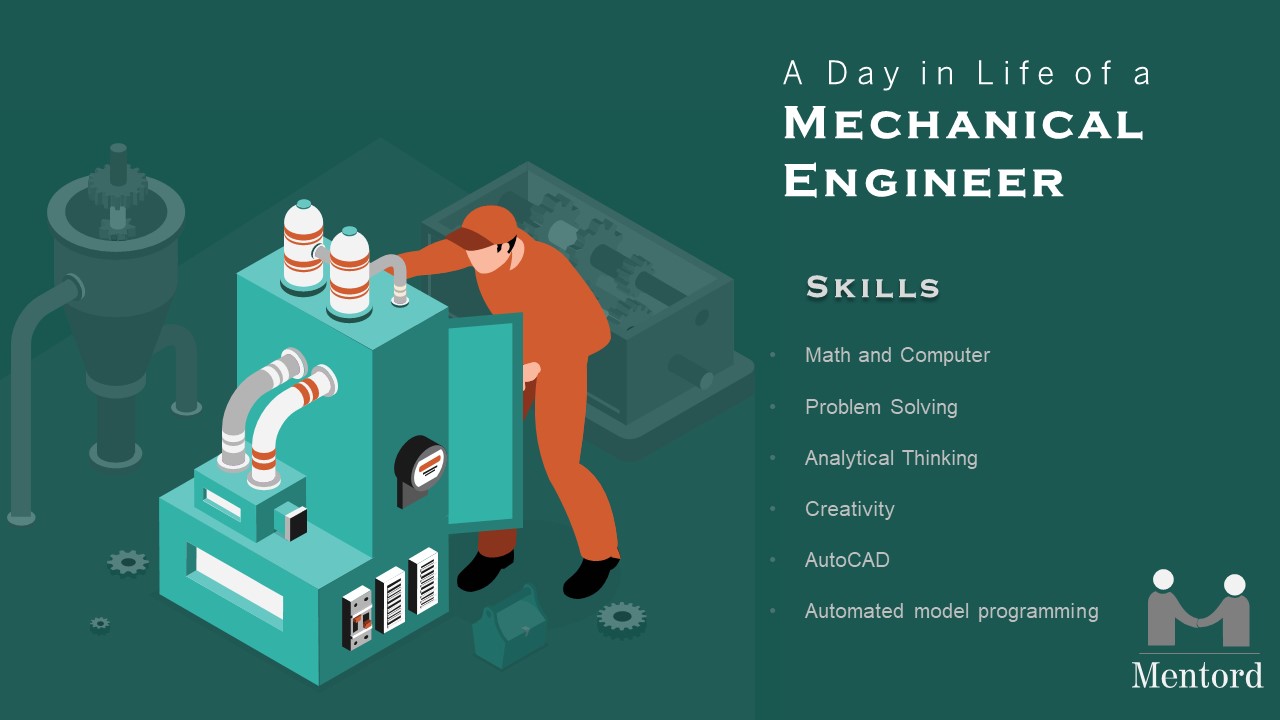 A Day in Life of a
MECHANICAL
ENGINEER
SKILLS
• Math and Computer
• Problem Solving
• Analytical Thinking
• Creativity
• AutoCAD
• Automated model programming
Mentord